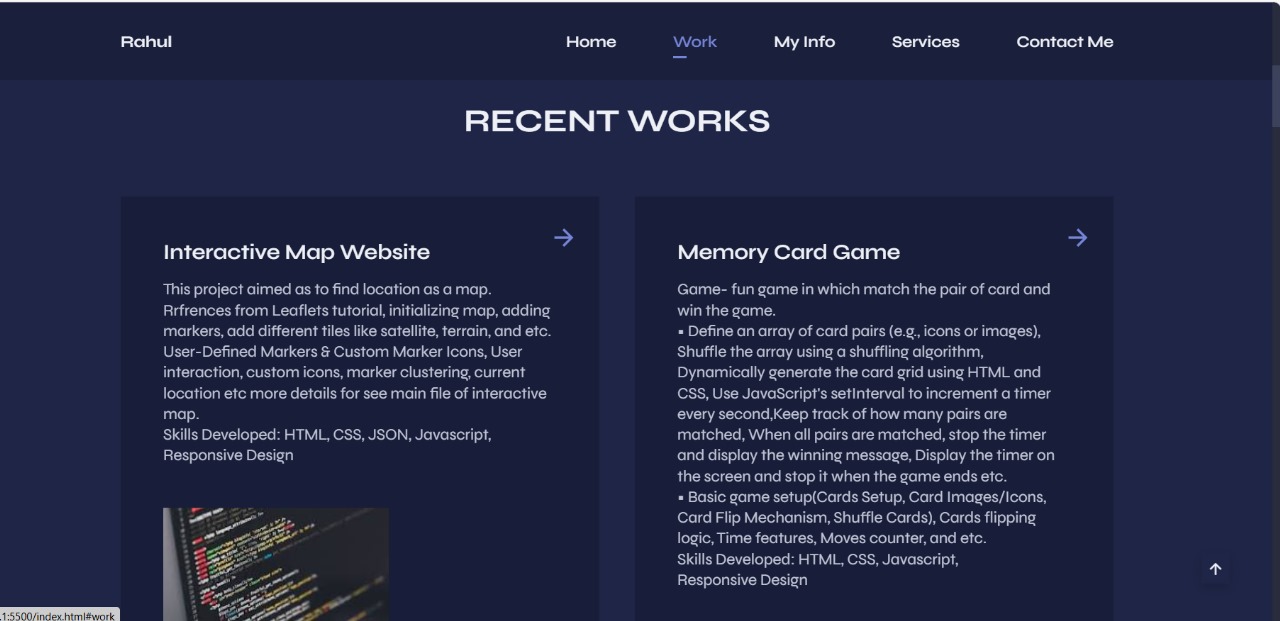 Rahul
Home
Work
My Info
Services
Contact Me
RECENT WORKS
Interactive Map Website
This project aimed as to find location as a map.
Rrfrences from Leaflets tutorial, initializing map, adding
markers, add different tiles like satellite, terrain, and etc.
User-Defined Markers & Custom Marker Icons, User
interaction, custom icons, marker clustering, current
location etc more details for see main file of interactive
map.
Skills Developed: HTML, CSS, JSON, Javascript,
Responsive Design
Memory Card Game
Game- fun game in which match the pair of card and
win the game.
▪ Define an array of card pairs (e.g., icons or images),
Shuffle the array using a shuffling algorithm,
Dynamically generate the card grid using HTML and
CSS, Use JavaScript's setInterval to increment a timer
every second,Keep track of how many pairs are
matched, When all pairs are matched, stop the timer
and display the winning message, Display the timer on
the screen and stop it when the game ends etc.
▪ Basic game setup(Cards Setup, Card Images/Icons,
Card Flip Mechanism, Shuffle Cards), Cards flipping
logic, Time features, Moves counter, and etc.
Skills Developed: HTML, CSS, Javascript,
Responsive Design
.1:5500/index.html#work